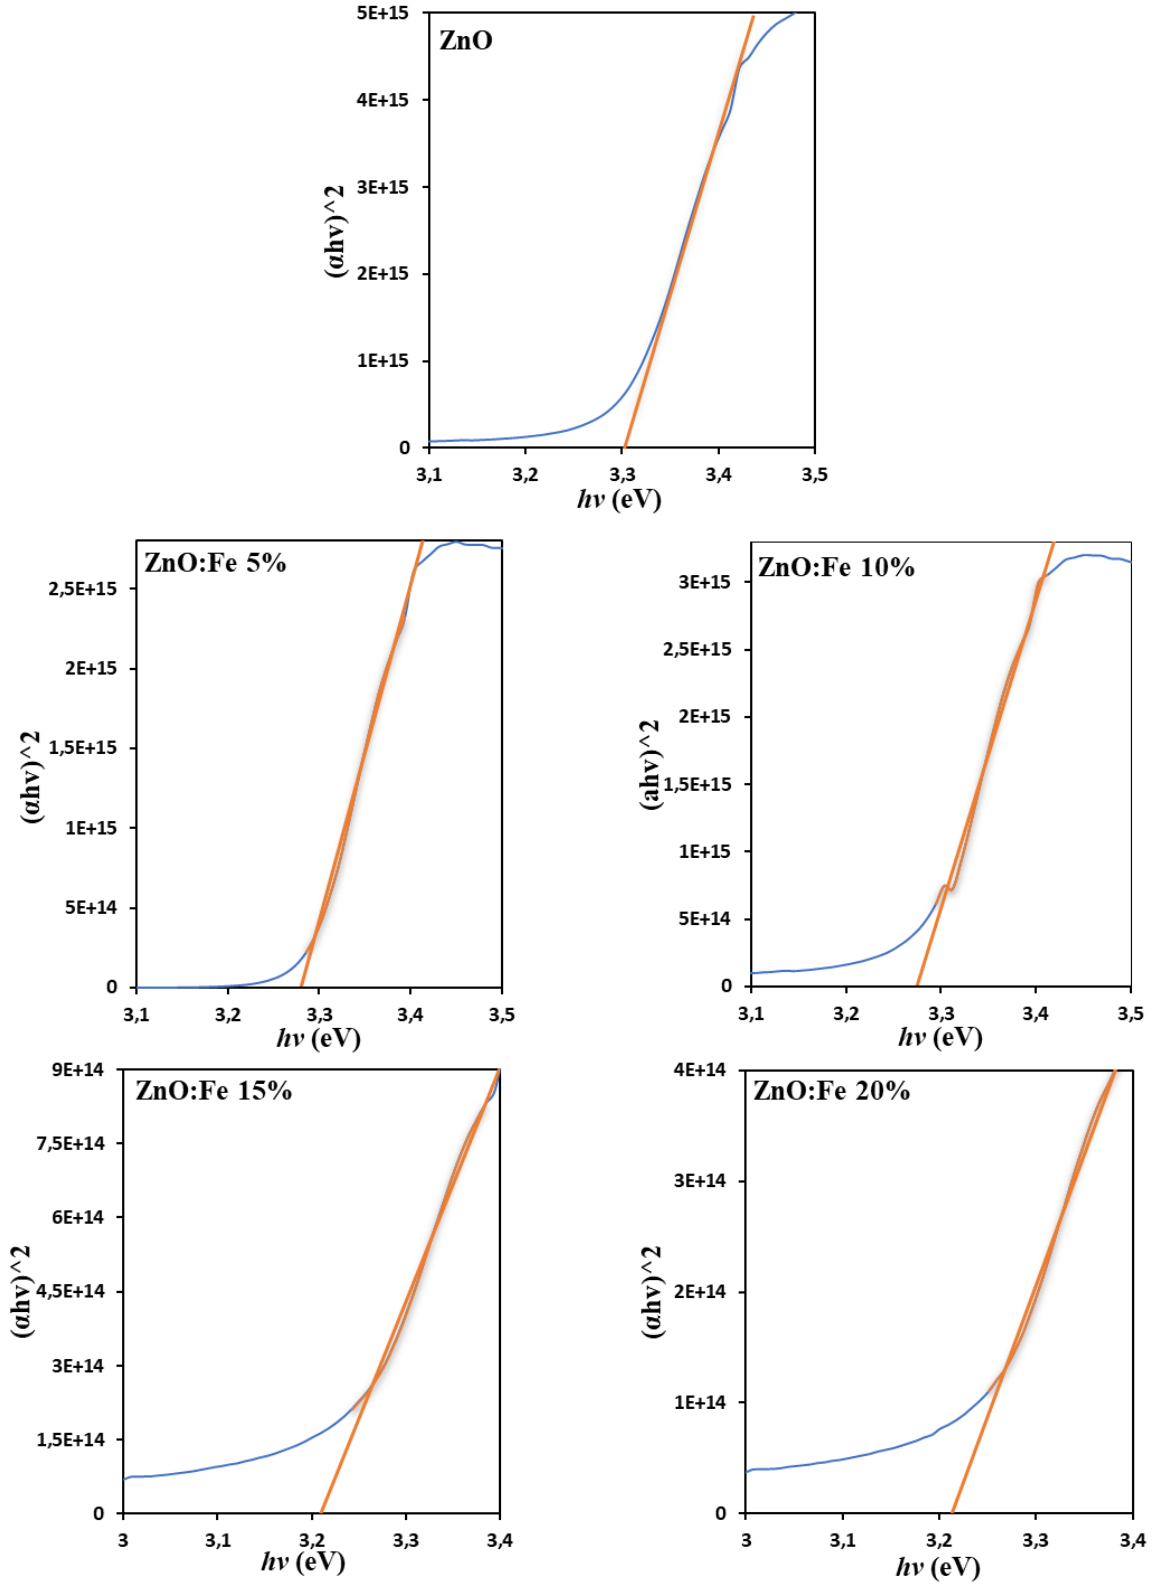 ZnO
5E+15
4E+15
3E+15
2E+15
1E+15
0
(αhv)^2
3,1 3,2 3,3 3,4 3,5
hv (eV)
ZnO:Fe 5%
2,5E+15
2E+15
1,5E+15
1E+15
5E+14
0
(αhv)^2
3,1 3,2 3,3 3,4 3,5
hv (eV)
ZnO:Fe 10%
3E+15
2,5E+15
2E+15
1,5E+15
1E+15
5E+14
0
(ahv)^2
3,1 3,2 3,3 3,4 3,5
hv (eV)
ZnO:Fe 15%
9E+14
7,5E+14
6E+14
4,5E+14
3E+14
1,5E+14
0
(αhv)^2
3 3,1 3,2 3,3 3,4
hv (eV)
ZnO:Fe 20%
4E+14
3E+14
2E+14
1E+14
0
(αhv)^2
3 3,1 3,2 3,3 3,4
hv (eV)